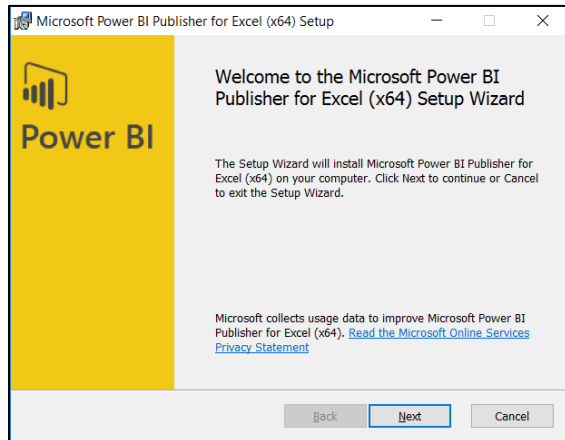 Microsoft Power BI Publisher for Excel (x64) Setup
Power BI
Welcome to the Microsoft Power BI
Publisher for Excel (x64) Setup Wizard
The Setup Wizard will install Microsoft Power BI Publisher for
Excel (x64) on your computer. Click Next to continue or Cancel
to exit the Setup Wizard.
Microsoft collects usage data to improve Microsoft Power BI
Publisher for Excel (x64). Read the Microsoft Online Services
Privacy Statement
Back Next Cancel